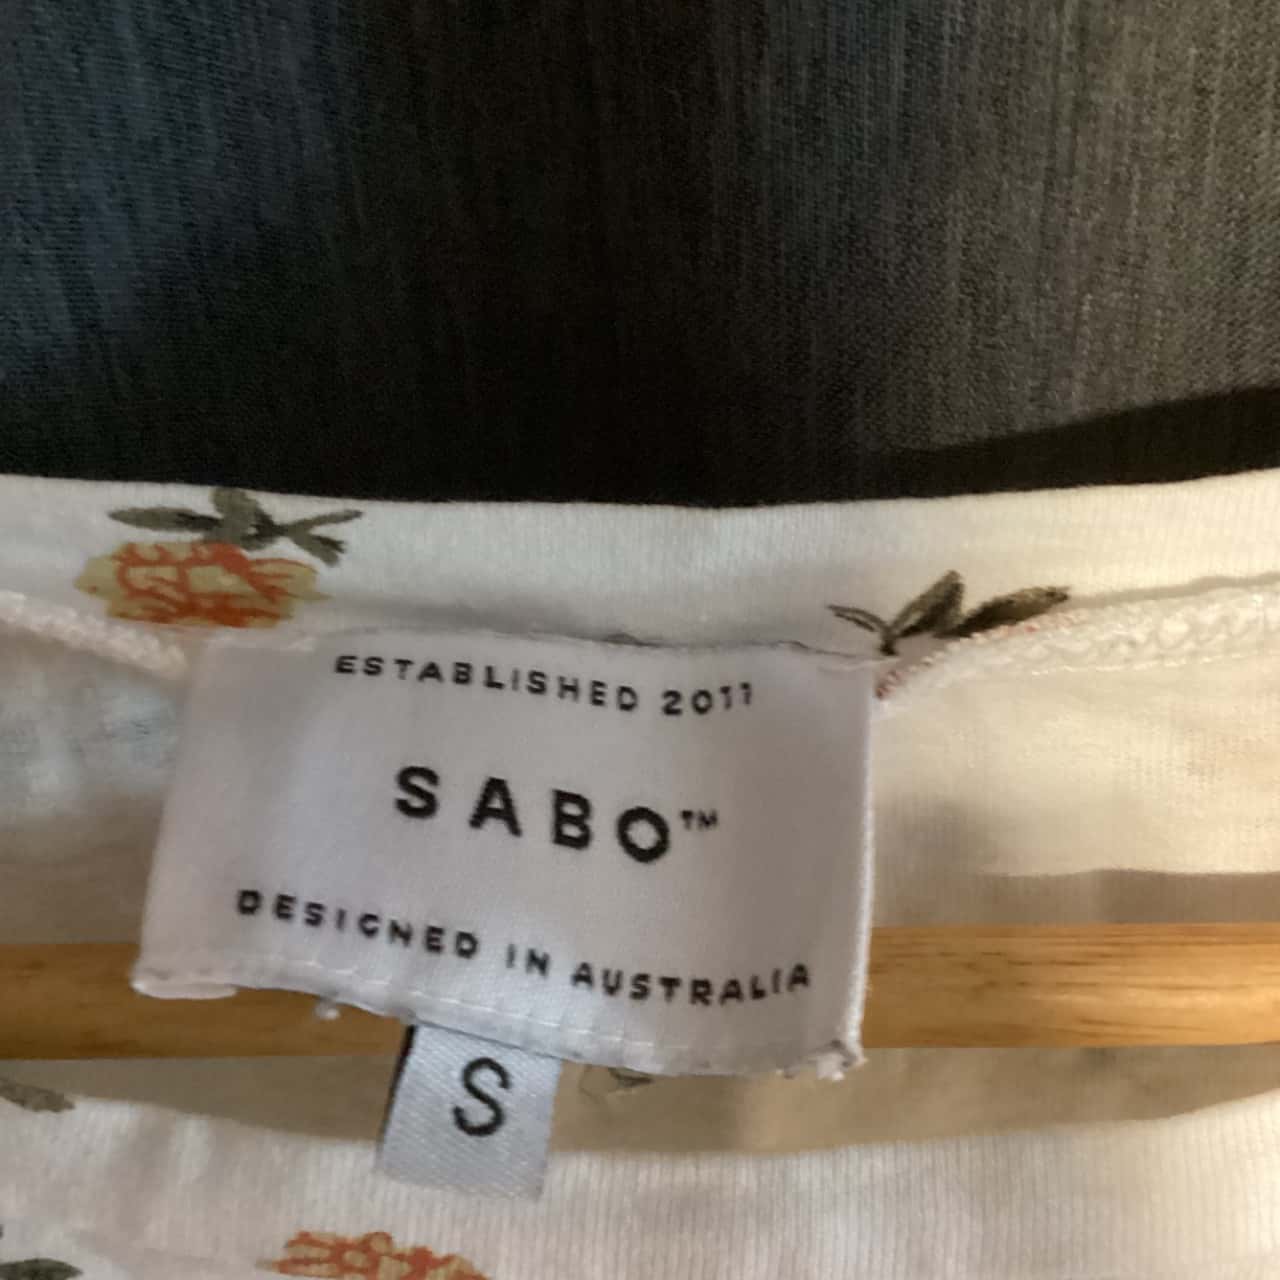 ESTABLISHED 2011
SABO™
DESIGNED IN AUSTRALIA
S